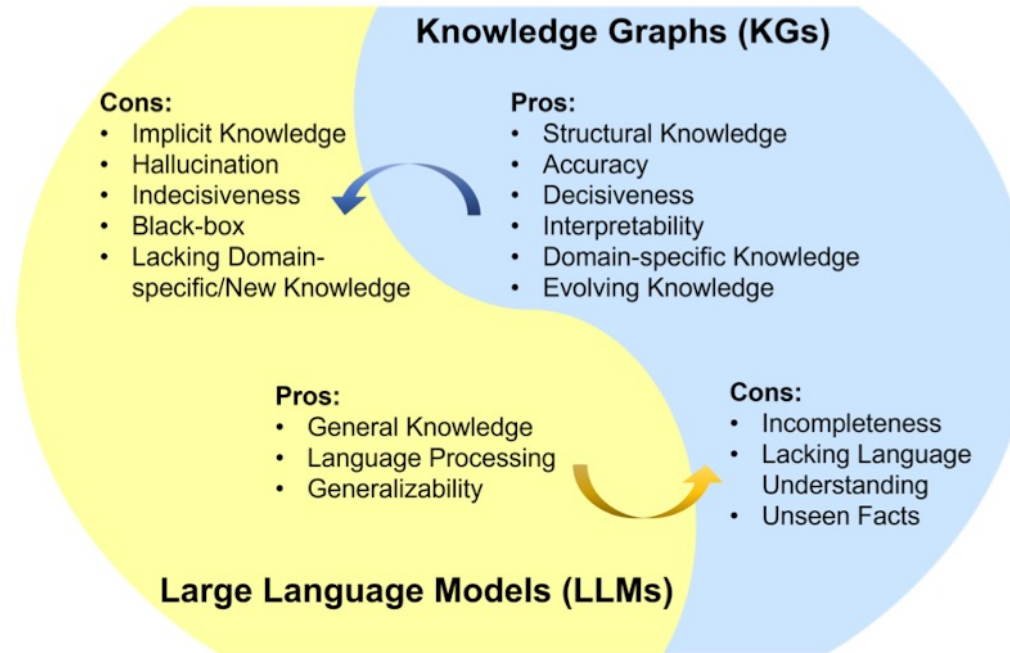 Knowledge Graphs (KGs)
Cons:
• Implicit Knowledge
• Hallucination
• Indecisiveness
• Black-box
• Lacking Domain-
specific/New Knowledge
Pros:
• Structural Knowledge
• Accuracy
• Decisiveness
• Interpretability
• Domain-specific Knowledge
• Evolving Knowledge
Pros:
• General Knowledge
• Language Processing
• Generalizability
Cons:
• Incompleteness
• Lacking Language
Understanding
• Unseen Facts
Large Language Models (LLMs)